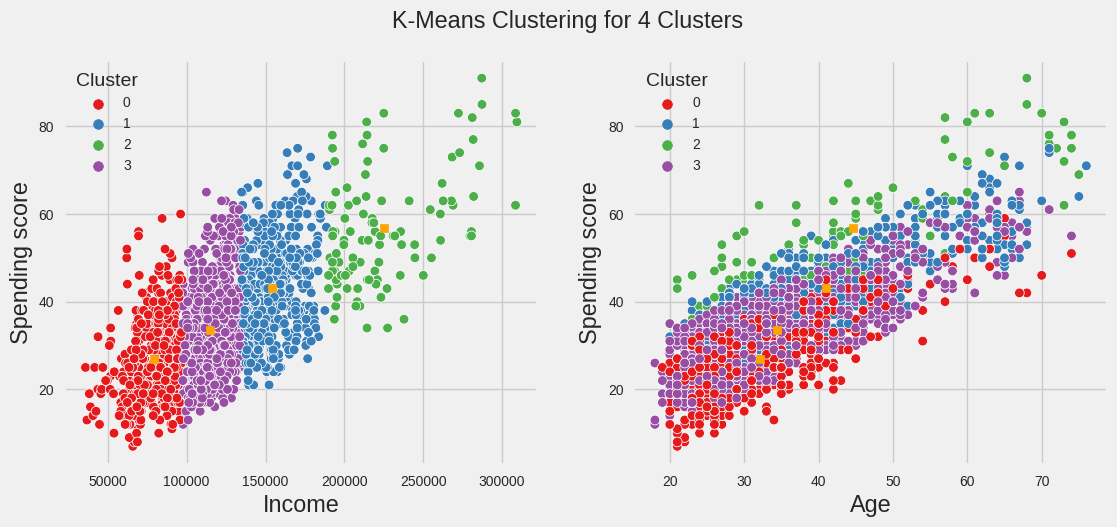 K-Means Clustering for 4 Clusters
Spending score
80
60
40
20
Cluster
0
1
2
3
50000 100000 150000 200000 250000 300000
Income
Spending score
80
60
40
20
Cluster
0
1
2
3
20 30 40 50 60 70
Age